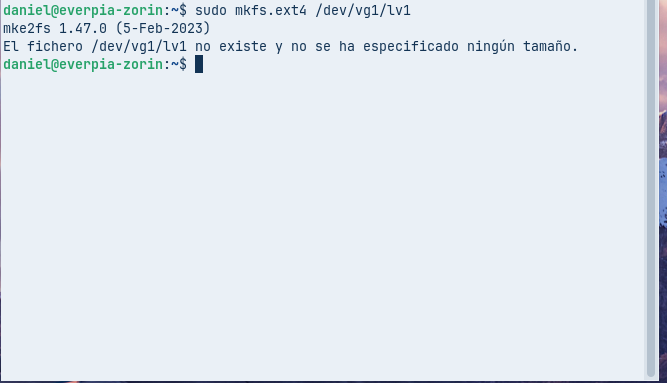 daniel@everpia-zorin:~$ sudo mkfs.ext4 /dev/vg1/lv1
mke2fs 1.47.0 (5-Feb-2023)
El fichero /dev/vg1/lv1 no existe y no se ha especificado ningún tamaño.
daniel@everpia-zorin:~$